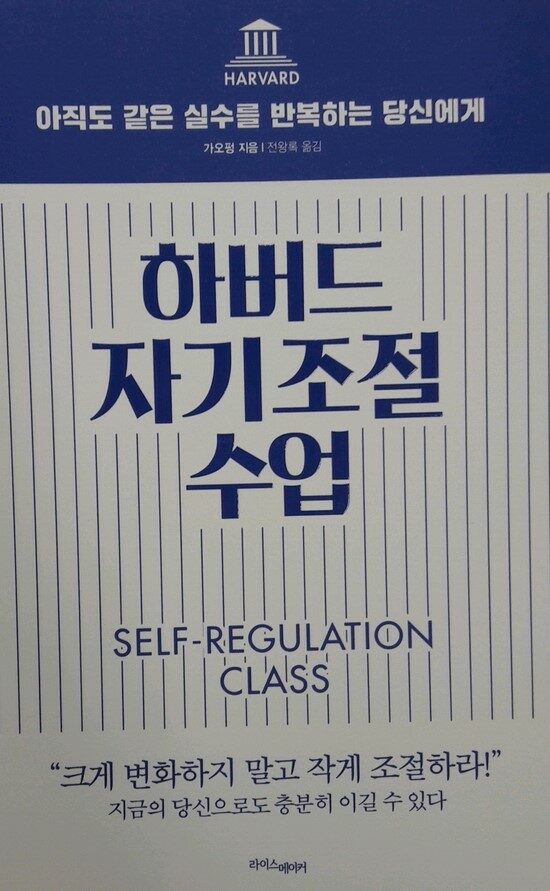 HARVARD
아직도 같은 실수를 반복하는 당신에게
가오펑 지음 | 전왕록 옮김
하버드
자기조절
수업
SELF-REGULATION
CLASS
“크게 변화하지 말고 작게 조절하라!”
지금의 당신으로도 충분히 이길 수 있다
라이스메이커